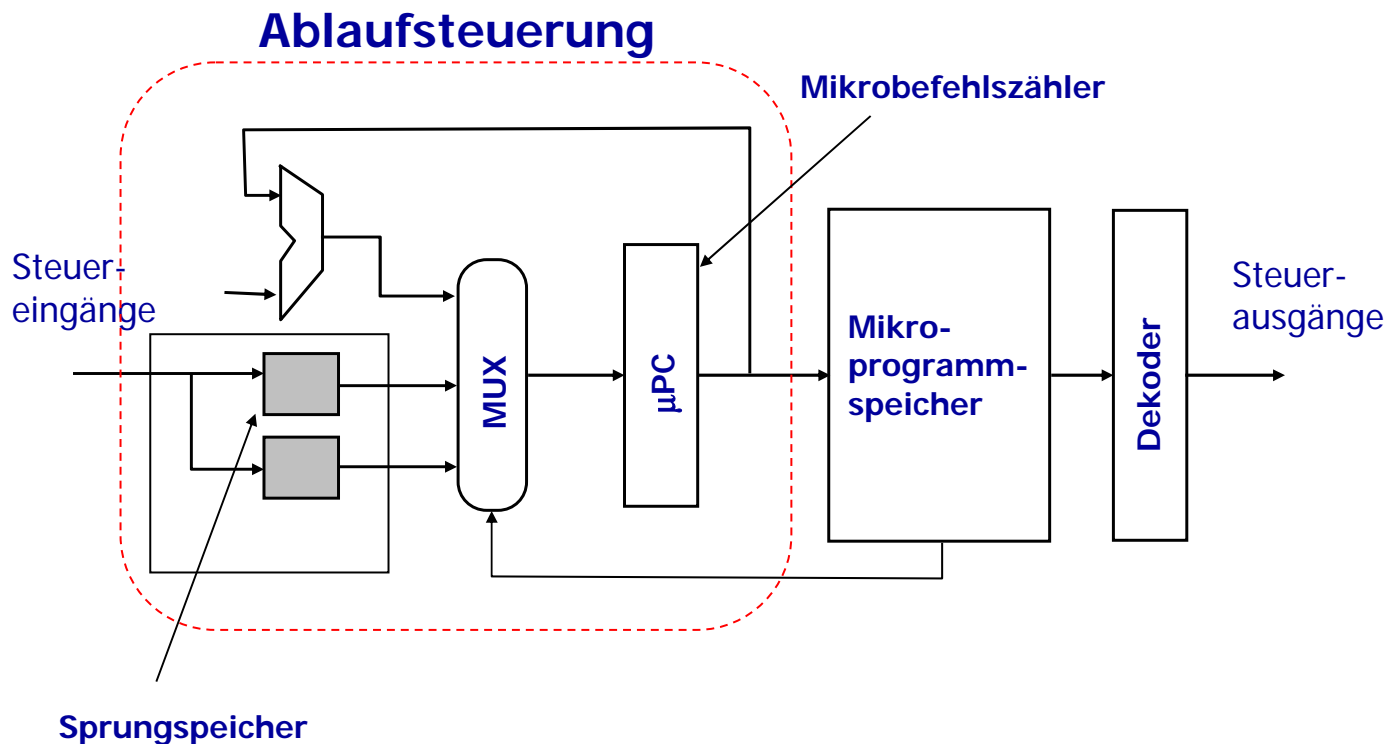 Ablaufsteuerung
Mikrobefehlszähler
Steuer-
eingänge
MUX
µPC
Mikro-
programm-
speicher
Dekoder
Steuer-
ausgänge
Sprungspeicher